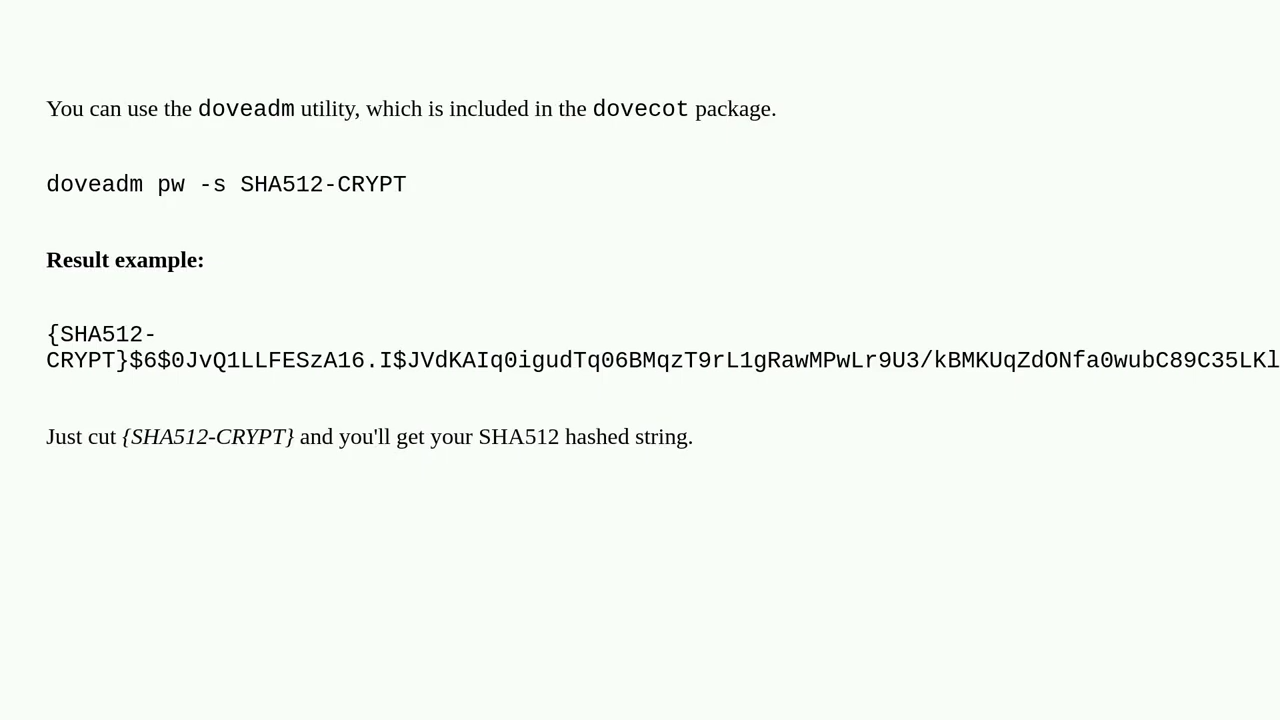 You can use the doveadm utility, which is included in the dovecot package.
doveadm pw -s SHA512-CRYPT
Result example:
{SHA512-
CRYPT}$6$0JvQ1LLFESzA16.I$JVdKAIq0igudTq06BMqzT9rL1gRawMPwLr9U3/kBMKUqZdONfa0wubC89C35LKl
Just cut {SHA512-CRYPT} and you'll get your SHA512 hashed string.